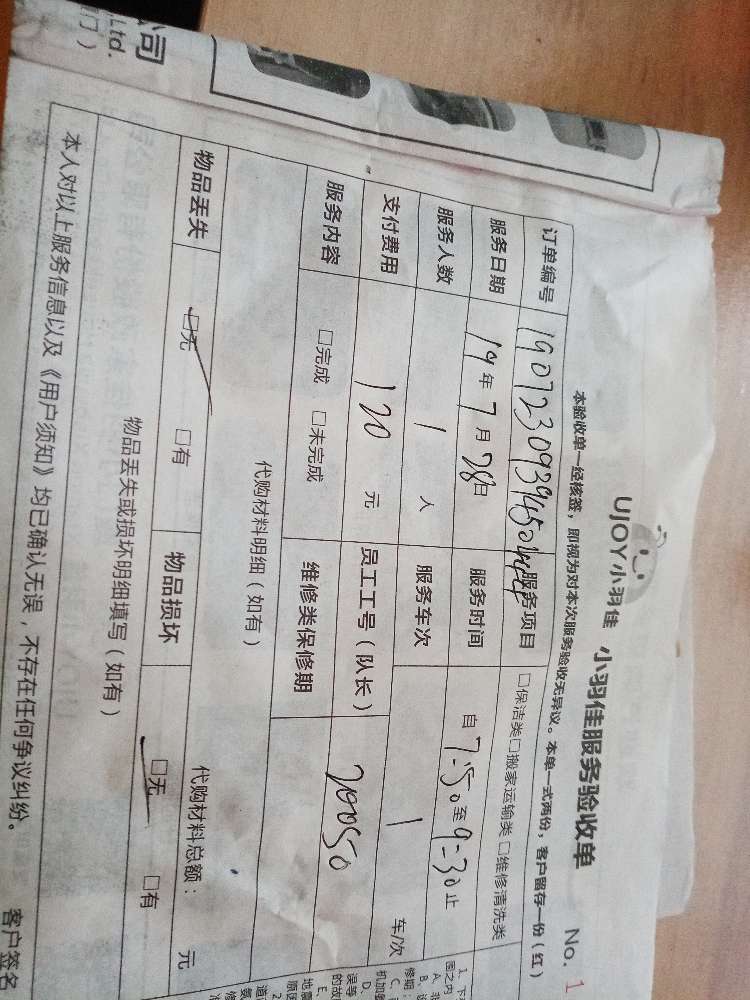 司
Ltd.
门）
UJOY小羽佳 小羽佳服务验收单 No. 1
本验收单一经核签，即视为对本次服务验收无异议。本单一式两份，客户留存一份（红）
订单编号 服务项目 □保洁类□搬家运输类□维修清洗类
服务日期 19年7月28日 服务时间 自7:50至9:30止
服务人数 1 人 服务车次 1 车/次
支付费用 120 元 员工工号（队长） 200550
服务内容 □完成 □未完成 维修类保修期
代购材料明细（如有）
代购材料总额： 元
物品丢失 □无 □有 物品损坏 □无 □有
物品丢失或损坏明细填写（如有）
本人对以上服务信息以及《用户须知》均已确认无误，不存在任何争议纠纷。 客户签名